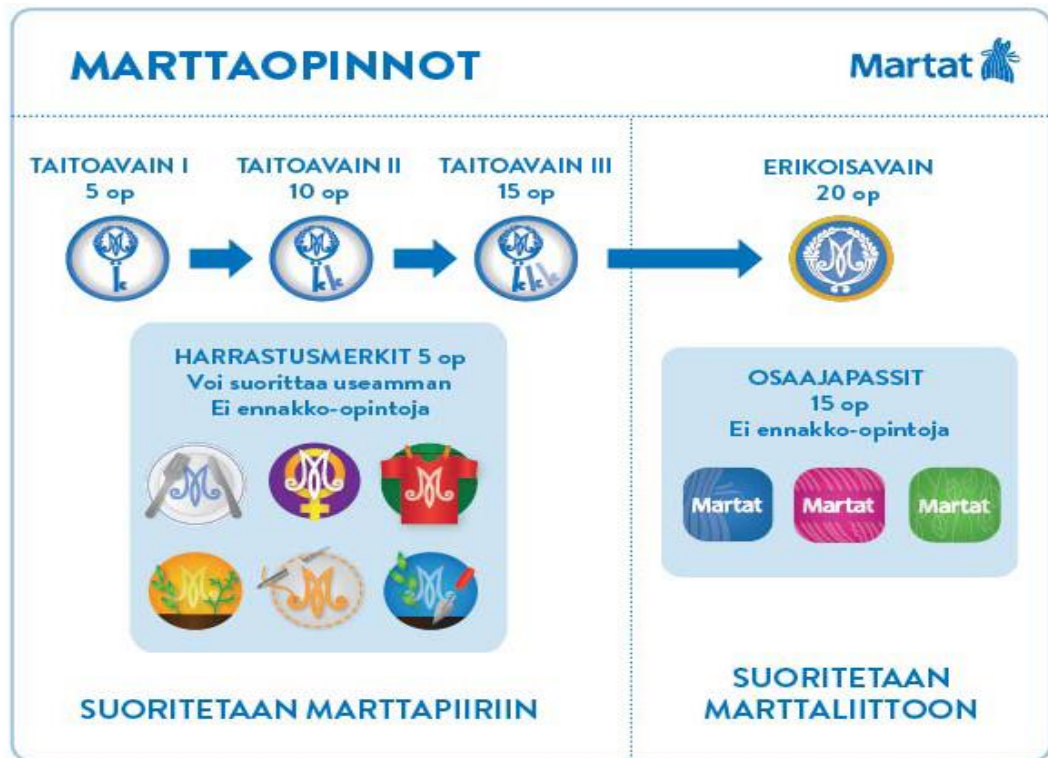 MARTTAOPINNOT
Martat
TAITOAVAIN I
5 op
TAITOAVAIN II
10 op
TAITOAVAIN III
15 op
ERIKOISAVAIN
20 op
HARRASTUSMERKIT 5 op
Voi suorittaa useamman
Ei ennakko-opintoja
OSAAJAPASSIT
15 op
Ei ennakko-opintoja
Martat
Martat
Martat
SUORITETAAN MARTTAPIIRIIN
SUORITETAAN
MARTTALIITTOON